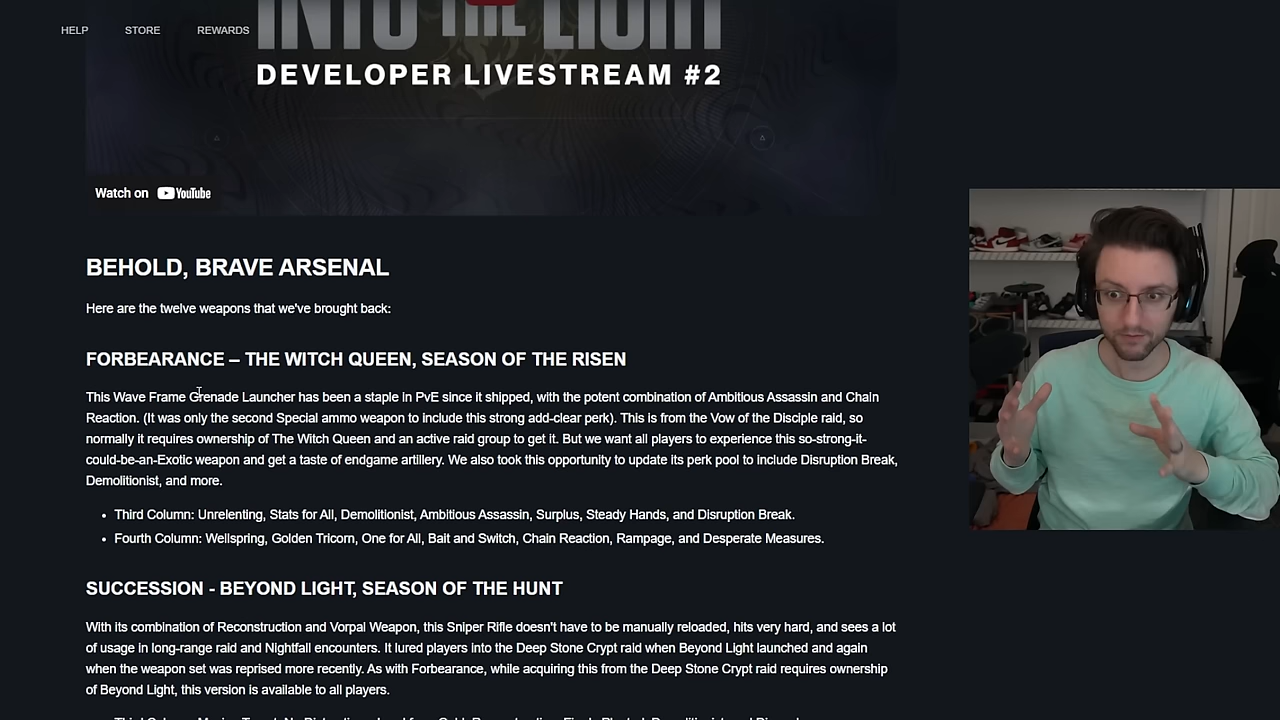 HELP STORE REWARDS
INTO THE LIGHT
DEVELOPER LIVESTREAM #2
Watch on YouTube
BEHOLD, BRAVE ARSENAL
Here are the twelve weapons that we've brought back:
FORBEARANCE – THE WITCH QUEEN, SEASON OF THE RISEN
This Wave Frame Grenade Launcher has been a staple in PvE since it shipped, with the potent combination of Ambitious Assassin and Chain
Reaction. (It was only the second Special ammo weapon to include this strong add-clear perk). This is from the Vow of the Disciple raid, so
normally it requires ownership of The Witch Queen and an active raid group to get it. But we want all players to experience this so-strong-it-
could-be-an-Exotic weapon and get a taste of endgame artillery. We also took this opportunity to update its perk pool to include Disruption Break,
Demolitionist, and more.
• Third Column: Unrelenting, Stats for All, Demolitionist, Ambitious Assassin, Surplus, Steady Hands, and Disruption Break.
• Fourth Column: Wellspring, Golden Tricorn, One for All, Bait and Switch, Chain Reaction, Rampage, and Desperate Measures.
SUCCESSION - BEYOND LIGHT, SEASON OF THE HUNT
With its combination of Reconstruction and Vorpal Weapon, this Sniper Rifle doesn't have to be manually reloaded, hits very hard, and sees a lot
of usage in long-range raid and Nightfall encounters. It lured players into the Deep Stone Crypt raid when Beyond Light launched and again
when the weapon set was reprised more recently. As with Forbearance, while acquiring this from the Deep Stone Crypt raid requires ownership
of Beyond Light, this version is available to all players.